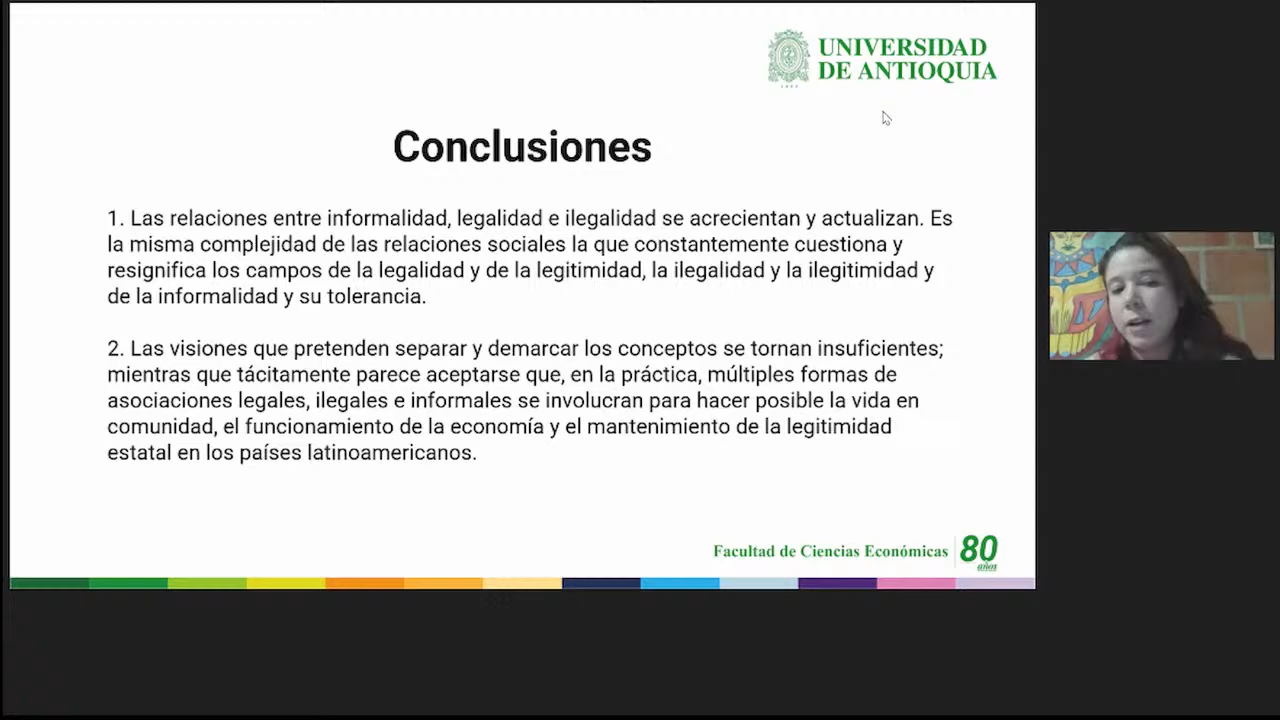 UNIVERSIDAD
DE ANTIOQUIA
Conclusiones
1. Las relaciones entre informalidad, legalidad e ilegalidad se acrecientan y actualizan. Es
la misma complejidad de las relaciones sociales la que constantemente cuestiona y
resignifica los campos de la legalidad y de la legitimidad, la ilegalidad y la ilegitimidad y
de la informalidad y su tolerancia.
2. Las visiones que pretenden separar y demarcar los conceptos se tornan insuficientes;
mientras que tácitamente parece aceptarse que, en la práctica, múltiples formas de
asociaciones legales, ilegales e informales se involucran para hacer posible la vida en
comunidad, el funcionamiento de la economía y el mantenimiento de la legitimidad
estatal en los países latinoamericanos.
Facultad de Ciencias Económicas 80
años